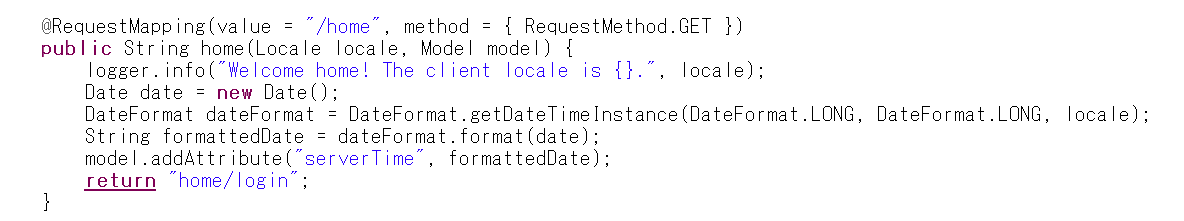 @RequestMapping(value = "/home", method = { RequestMethod.GET })
public String home(Locale locale, Model model) {
    logger.info("Welcome home! The client locale is {}.", locale);
    Date date = new Date();
    DateFormat dateFormat = DateFormat.getDateTimeInstance(DateFormat.LONG, DateFormat.LONG, locale);
    String formattedDate = dateFormat.format(date);
    model.addAttribute("serverTime", formattedDate);
    return "home/login";
}